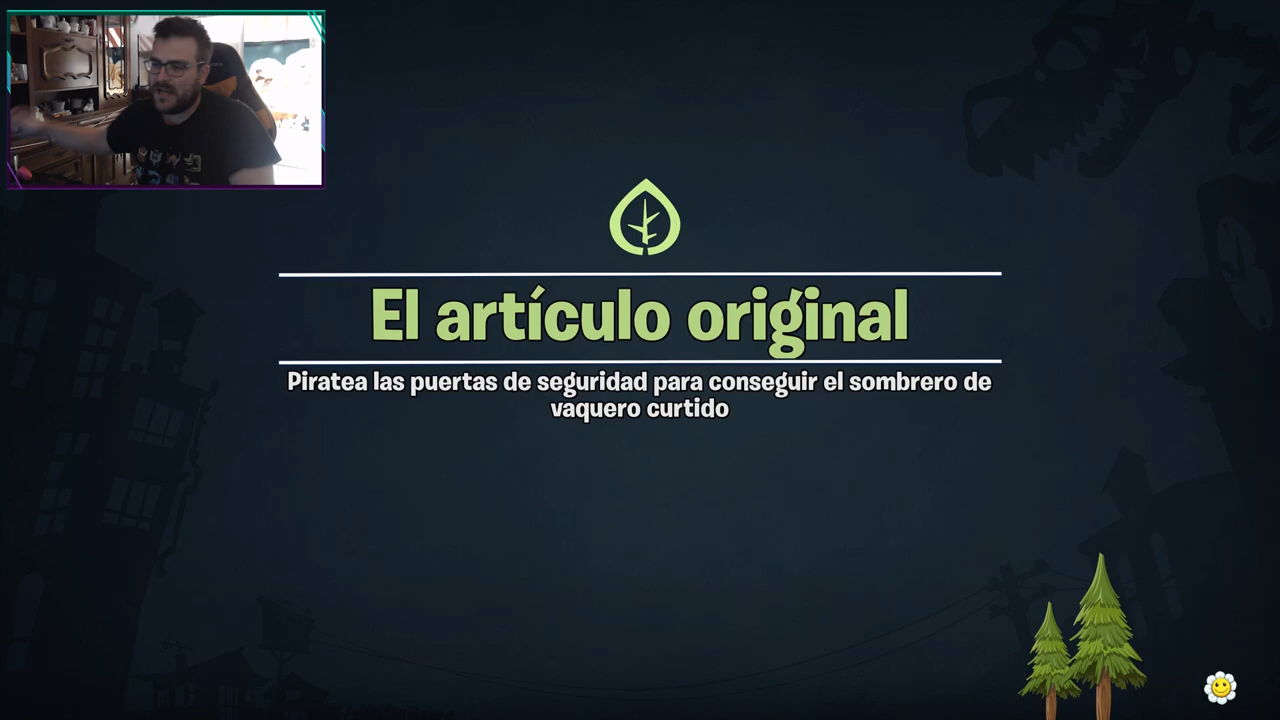 El artículo original
Piratea las puertas de seguridad para conseguir el sombrero de
vaquero curtido